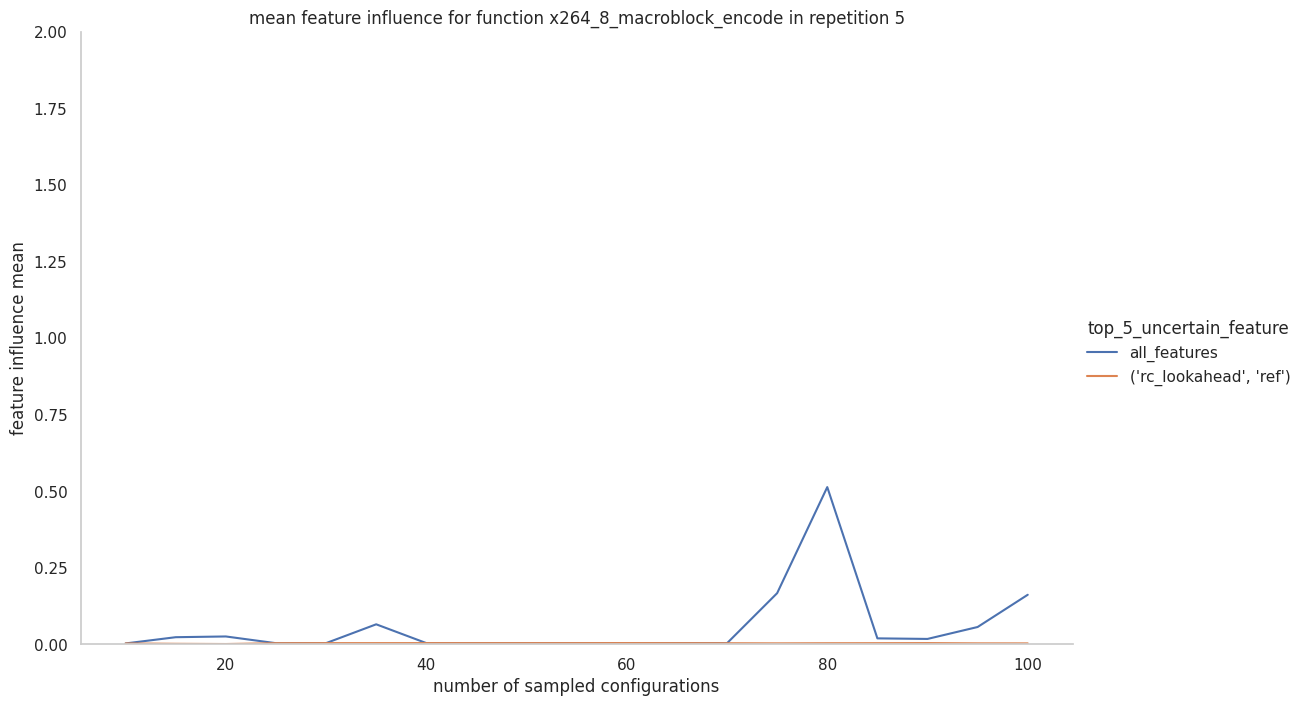 mean feature influence for function x264_8_macroblock_encode in repetition 5
2.00
1.75
1.50
1.25
1.00
0.75
0.50
0.25
0.00
feature influence mean
20
40
60
80
100
number of sampled configurations
top_5_uncertain_feature
all_features
('rc_lookahead', 'ref')